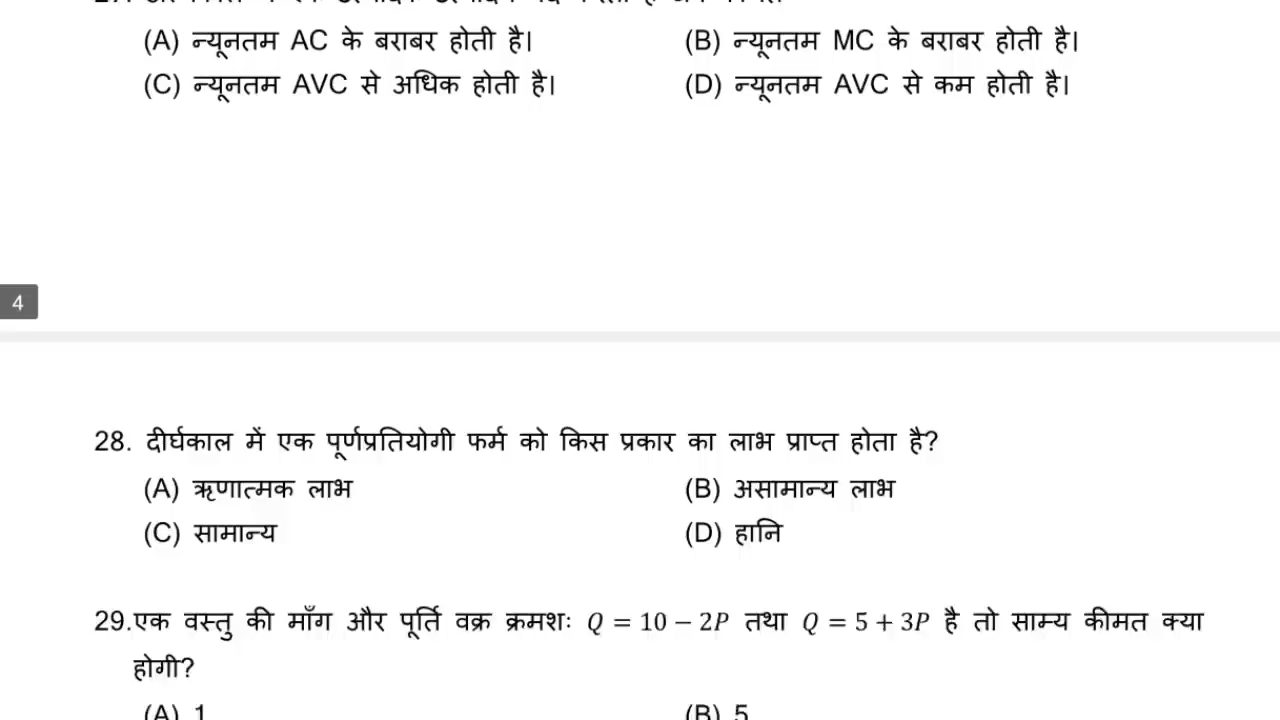 (A) न्यूनतम AC के बराबर होती है। (B) न्यूनतम MC के बराबर होती है।
(C) न्यूनतम AVC से अधिक होती है। (D) न्यूनतम AVC से कम होती है।
4
28. दीर्घकाल में एक पूर्णप्रतियोगी फर्म को किस प्रकार का लाभ प्राप्त होता है?
(A) ऋणात्मक लाभ (B) असामान्य लाभ
(C) सामान्य (D) हानि
29.एक वस्तु की माँग और पूर्ति वक्र क्रमशः Q = 10 − 2P तथा Q = 5 + 3P है तो साम्य कीमत क्या
होगी?
(A) 1 (B) 5